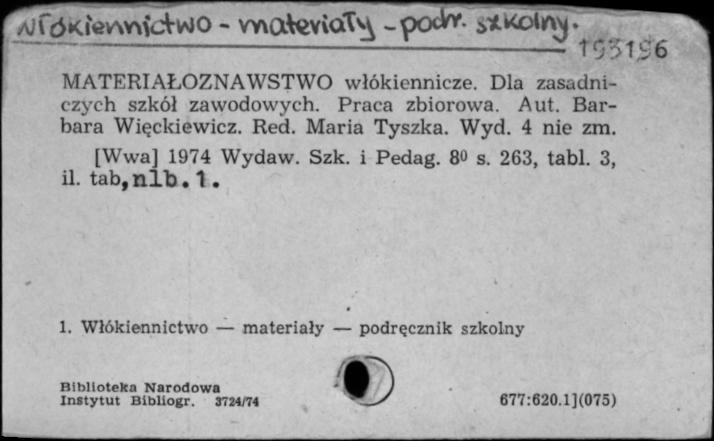 Włókiennictwo - materiały - podr. szkolny.
193196
MATERIAŁOZNAWSTWO włókiennicze. Dla zasadni-
czych szkół zawodowych. Praca zbiorowa. Aut. Bar-
bara Więckiewicz. Red. Maria Tyszka. Wyd. 4 nie zm.
[Wwa] 1974 Wydaw. Szk. i Pedag. 8⁰ s. 263, tabl. 3,
il. tab, nlb. 1.
1. Włókiennictwo — materiały — podręcznik szkolny
Biblioteka Narodowa
Instytut Bibliogr. 3724/74
677:620.1](075)